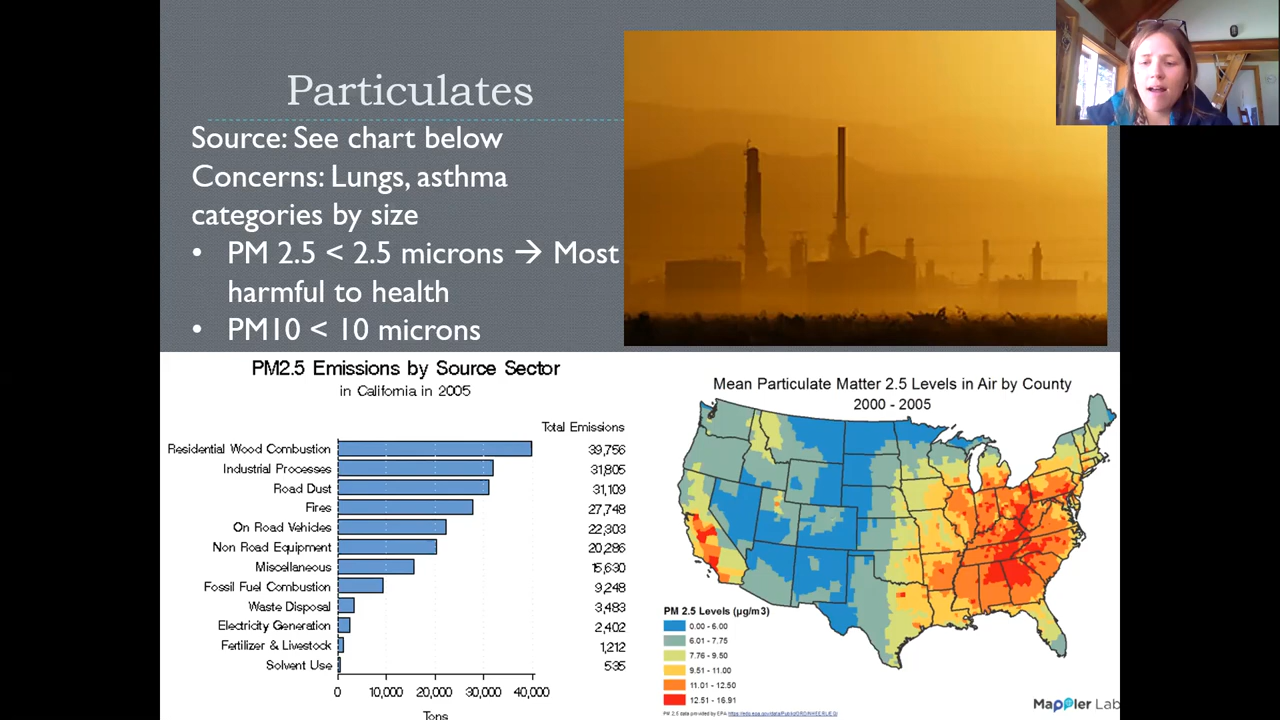 Particulates
Source: See chart below
Concerns: Lungs, asthma
categories by size
• PM 2.5 < 2.5 microns → Most
harmful to health
• PM10 < 10 microns
PM2.5 Emissions by Source Sector
in California in 2005
Total Emissions
Residential Wood Combustion 39,756
Industrial Processes 31,805
Road Dust 31,109
Fires 27,748
On Road Vehicles 22,303
Non Road Equipment 20,286
Miscellaneous 15,630
Fossil Fuel Combustion 9,248
Waste Disposal 3,483
Electricity Generation 2,402
Fertilizer & Livestock 1,212
Solvent Use 535
0 10,000 20,000 30,000 40,000
Tons
Mean Particulate Matter 2.5 Levels in Air by County
2000 - 2005
PM 2.5 Levels (µg/m3)
0.00 - 6.00
6.01 - 7.75
7.76 - 9.50
9.51 - 11.00
11.01 - 12.50
12.51 - 16.91
PM 2.5 data provided by EPA
Mappler Lab